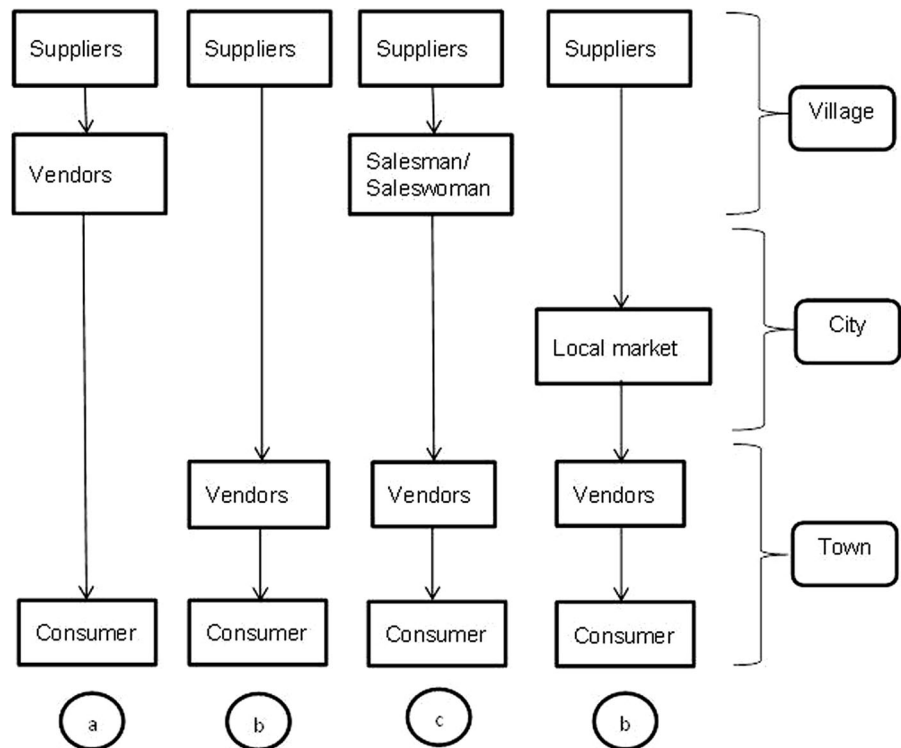 Suppliers
Suppliers
Suppliers
Suppliers
Village
Vendors
Salesman/
Saleswoman
Local market
City
Vendors
Vendors
Vendors
Town
Consumer
Consumer
Consumer
Consumer
a
b
c
b